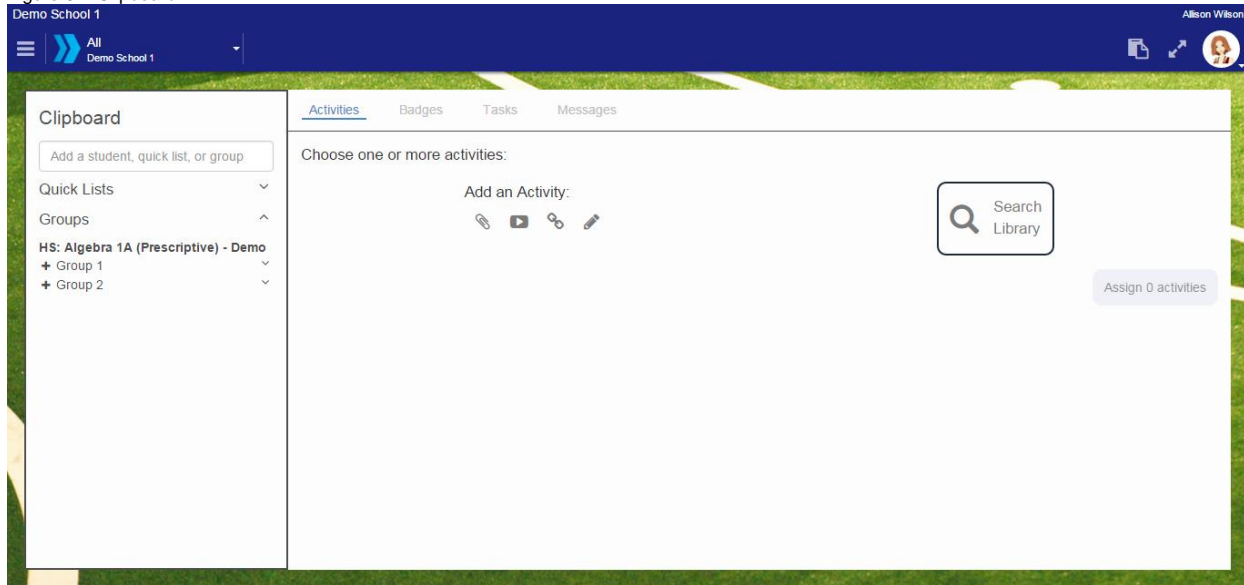 Demo School 1
Allison Wilson
All
Demo School 1
Clipboard
Add a student, quick list, or group
Quick Lists
Groups
HS: Algebra 1A (Prescriptive) - Demo
+ Group 1
+ Group 2
Activities Badges Tasks Messages
Choose one or more activities:
Add an Activity:
Search
Library
Assign 0 activities